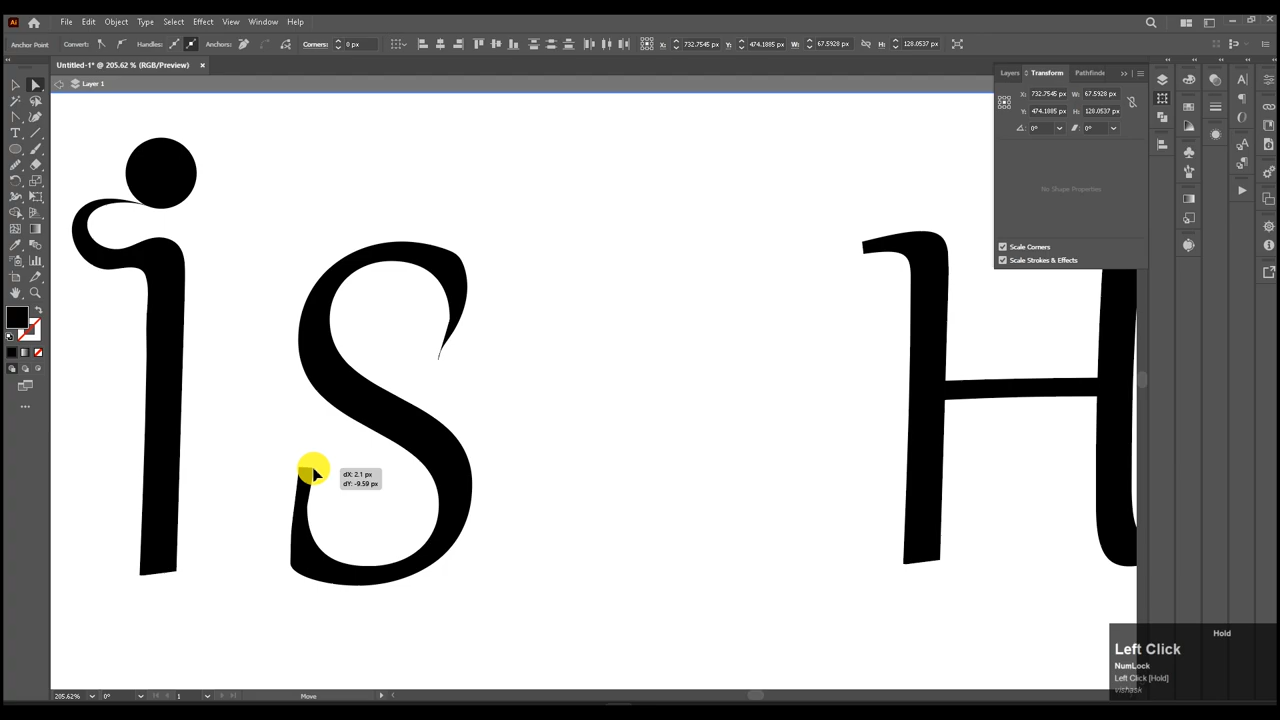 File Edit Object Type Select Effect View Window Help
Anchor Point Convert: Handles: Anchors: Corners: 0 px X: 732.7545 px Y: 474.1885 px W: 67.5928 px H: 128.0537 px
Untitled-1* @ 205.62 % (RGB/Preview) ×
Layer 1
Layers Transform Pathfinde
X: 732.7545 px W: 67.5928 px
Y: 474.1885 px H: 128.0537 px
0° 0°
No Shape Properties
Scale Corners
Scale Strokes & Effects
is H
dX: 2.1 px
dY: -9.59 px
Hold
Left Click
NumLock
Left Click [Hold]
205.62% 0° 1 Move